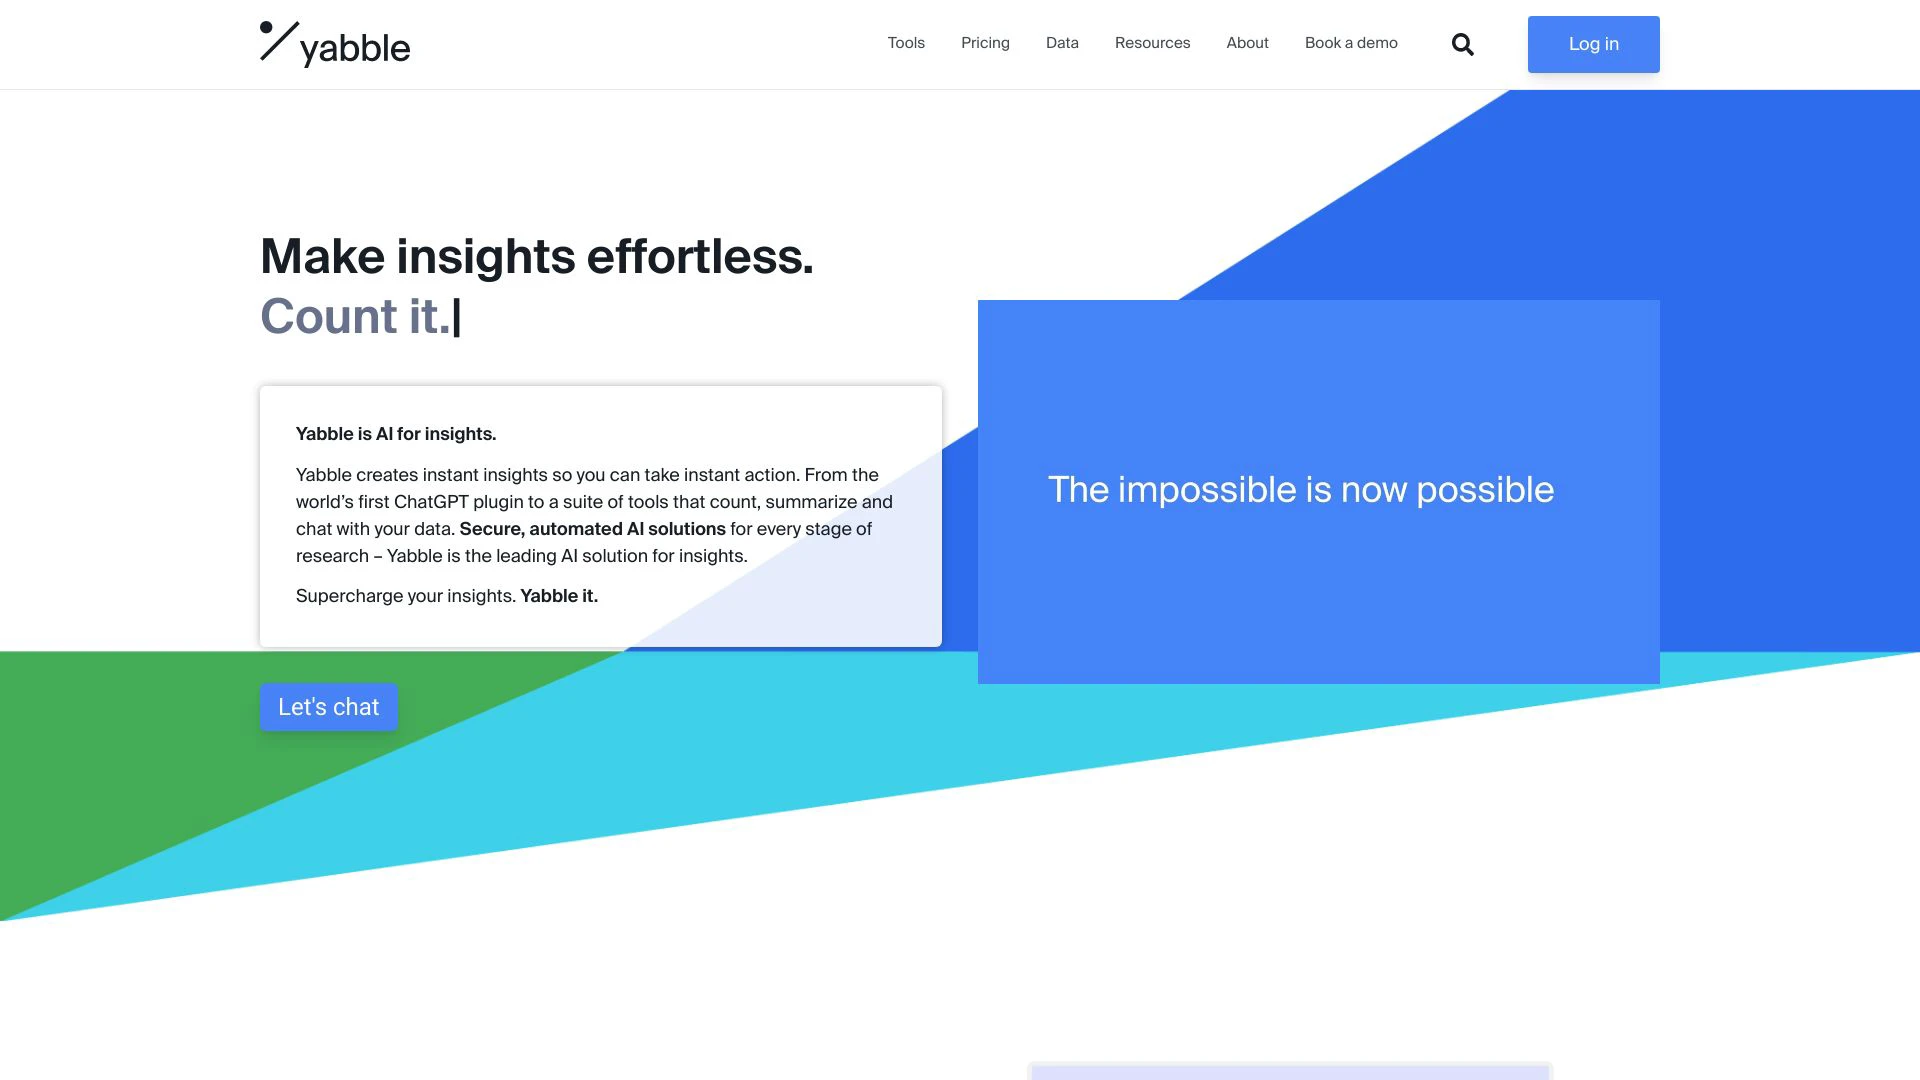 yabble
Tools
Pricing
Data
Resources
About
Book a demo
Log in
Make insights effortless.
Count it.|
Yabble is AI for insights.
Yabble creates instant insights so you can take instant action. From the
world’s first ChatGPT plugin to a suite of tools that count, summarize and
chat with your data. Secure, automated AI solutions for every stage of
research – Yabble is the leading AI solution for insights.
Supercharge your insights. Yabble it.
The impossible is now possible
Let's chat